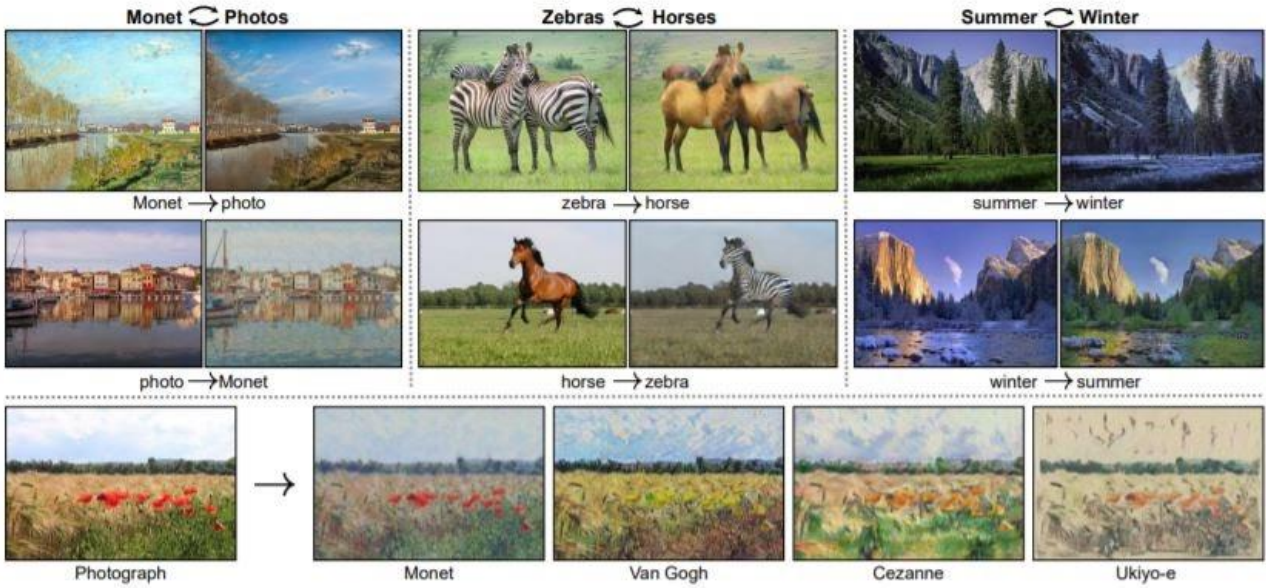 Monet Photos
Zebras Horses
Summer Winter
Monet → photo
zebra → horse
summer → winter
photo → Monet
horse → zebra
winter → summer
Photograph
Monet
Van Gogh
Cezanne
Ukiyo-e